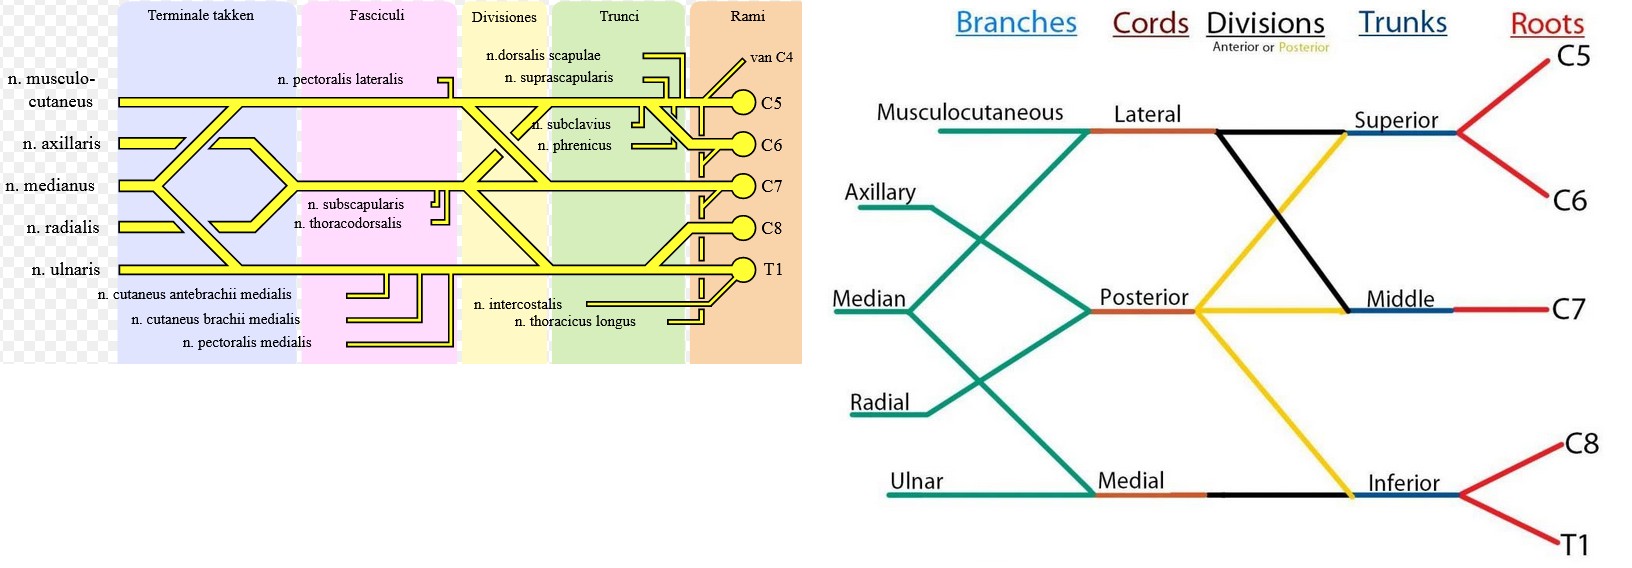 Terminale takken
Fasciculi
Divisiones
Trunci
Rami
n. musculo-
cutaneus
n. axillaris
n. medianus
n. radialis
n. ulnaris
n. pectoralis lateralis
n.dorsalis scapulae
n. suprascapularis
n. subclavius
n. phrenicus
van C4
C5
C6
C7
C8
T1
n. subscapularis
n. thoracodorsalis
n. cutaneus antebrachii medialis
n. cutaneus brachii medialis
n. pectoralis medialis
n. intercostalis
n. thoracicus longus
Branches
Cords
Divisions
Anterior or Posterior
Trunks
Roots
Musculocutaneous
Axillary
Median
Radial
Ulnar
Lateral
Posterior
Medial
Superior
Middle
Inferior
C5
C6
C7
C8
T1